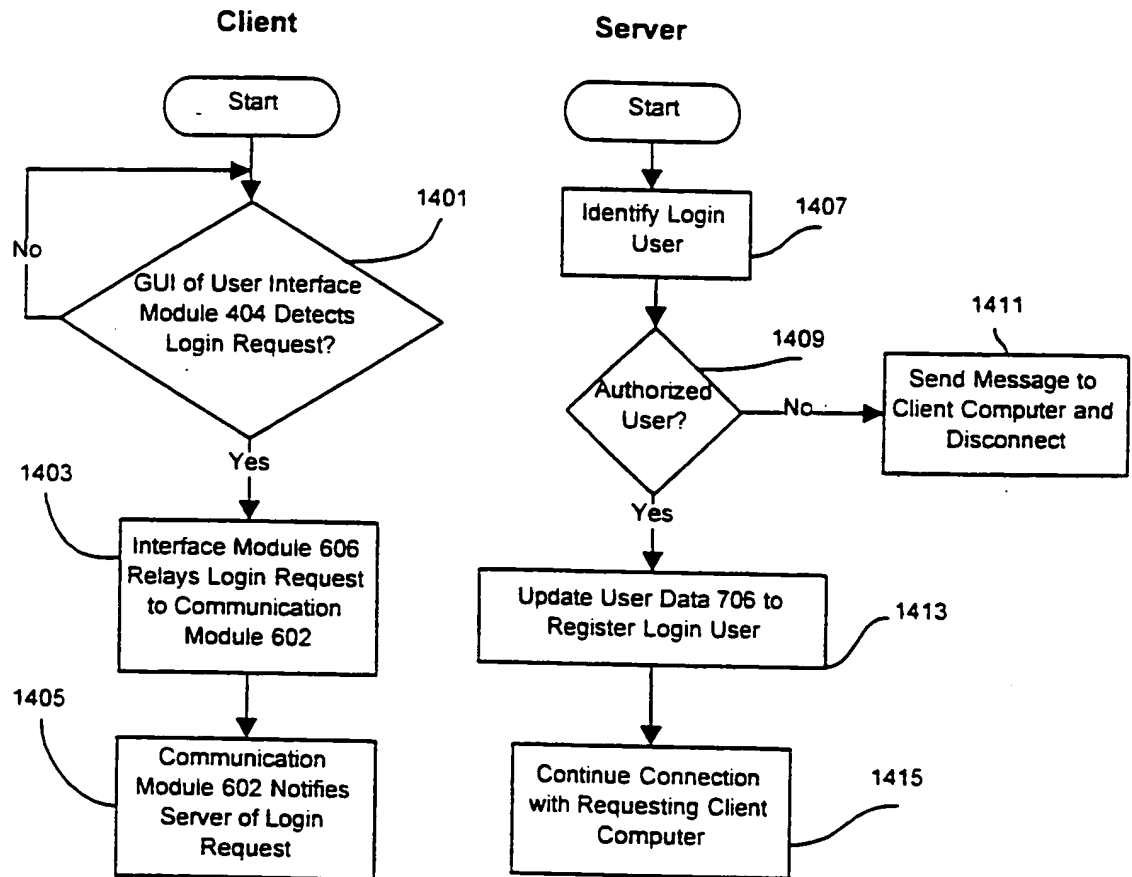 Client
Start
1401
No
GUI of User Interface
Module 404 Detects
Login Request?
Yes
1403
Interface Module 606
Relays Login Request
to Communication
Module 602
1405
Communication
Module 602 Notifies
Server of Login
Request
Server
Start
1407
Identify Login
User
1409
Authorized
User?
No
1411
Send Message to
Client Computer and
Disconnect
Yes
Update User Data 706 to
Register Login User
1413
Continue Connection
with Requesting Client
Computer
1415